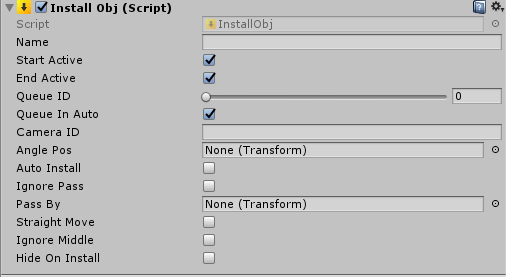 Install Obj (Script)
Script InstallObj
Name
Start Active
End Active
Queue ID 0
Queue In Auto
Camera ID
Angle Pos None (Transform)
Auto Install
Ignore Pass
Pass By None (Transform)
Straight Move
Ignore Middle
Hide On Install